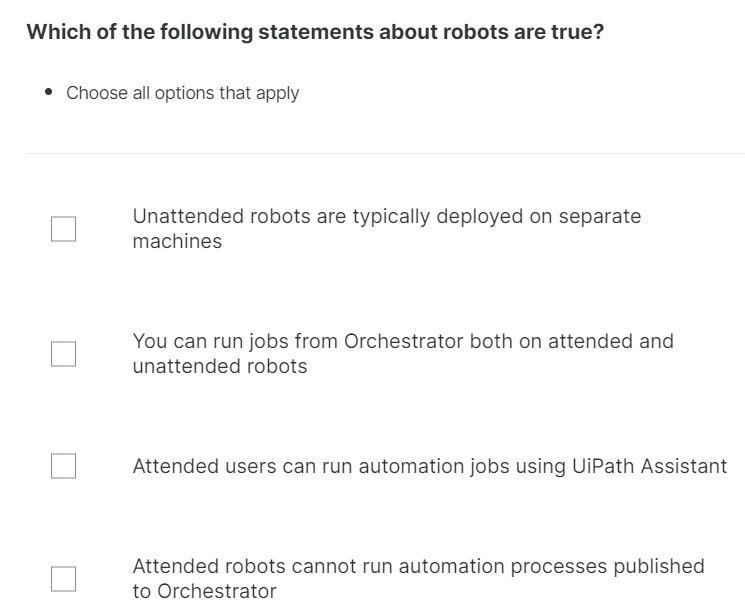 Which of the following statements about robots are true?
• Choose all options that apply
Unattended robots are typically deployed on separate
machines
You can run jobs from Orchestrator both on attended and
unattended robots
Attended users can run automation jobs using UiPath Assistant
Attended robots cannot run automation processes published
to Orchestrator